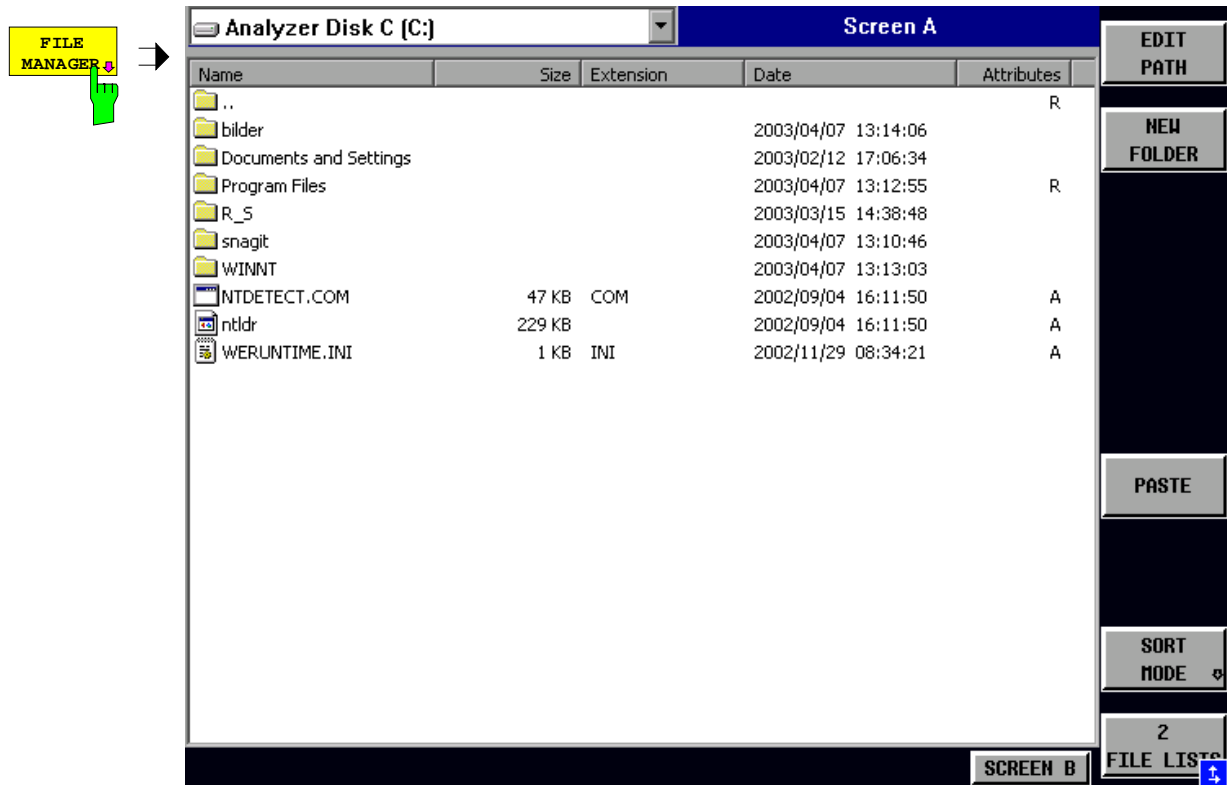 FILE
MANAGER
Analyzer Disk C (C:)
Screen A
Name Size Extension Date Attributes
.. R
bilder 2003/04/07 13:14:06
Documents and Settings 2003/02/12 17:06:34
Program Files 2003/04/07 13:12:55 R
R_S 2003/03/15 14:38:48
snagit 2003/04/07 13:10:46
WINNT 2003/04/07 13:13:03
NTDETECT.COM 47 KB COM 2002/09/04 16:11:50 A
ntldr 229 KB 2002/09/04 16:11:50 A
WERUNTIME.INI 1 KB INI 2002/11/29 08:34:21 A
EDIT
PATH
NEW
FOLDER
PASTE
SORT
MODE
2
FILE LISTS
SCREEN B